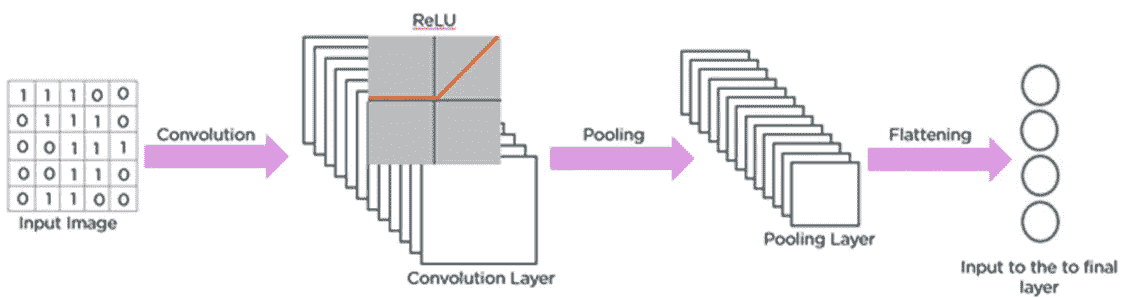 ReLU
1 1 1 0 0
0 1 1 1 0
0 0 1 1 1
0 0 1 1 0
0 1 1 0 0
Input Image
Convolution
Convolution Layer
Pooling
Pooling Layer
Flattening
Input to the to final
layer